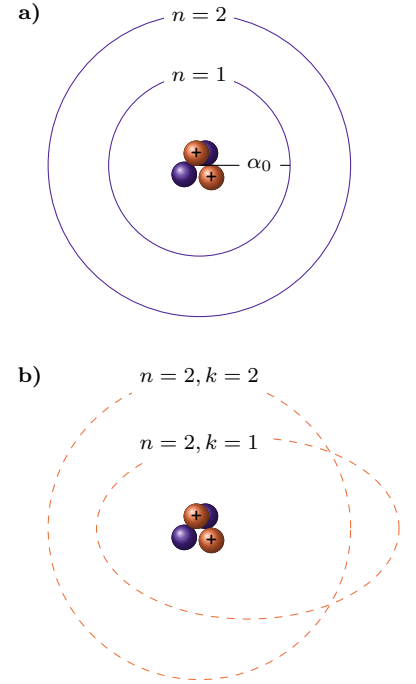 a)
n = 2
n = 1
+
α₀
+
b)
n = 2, k = 2
n = 2, k = 1
+
+